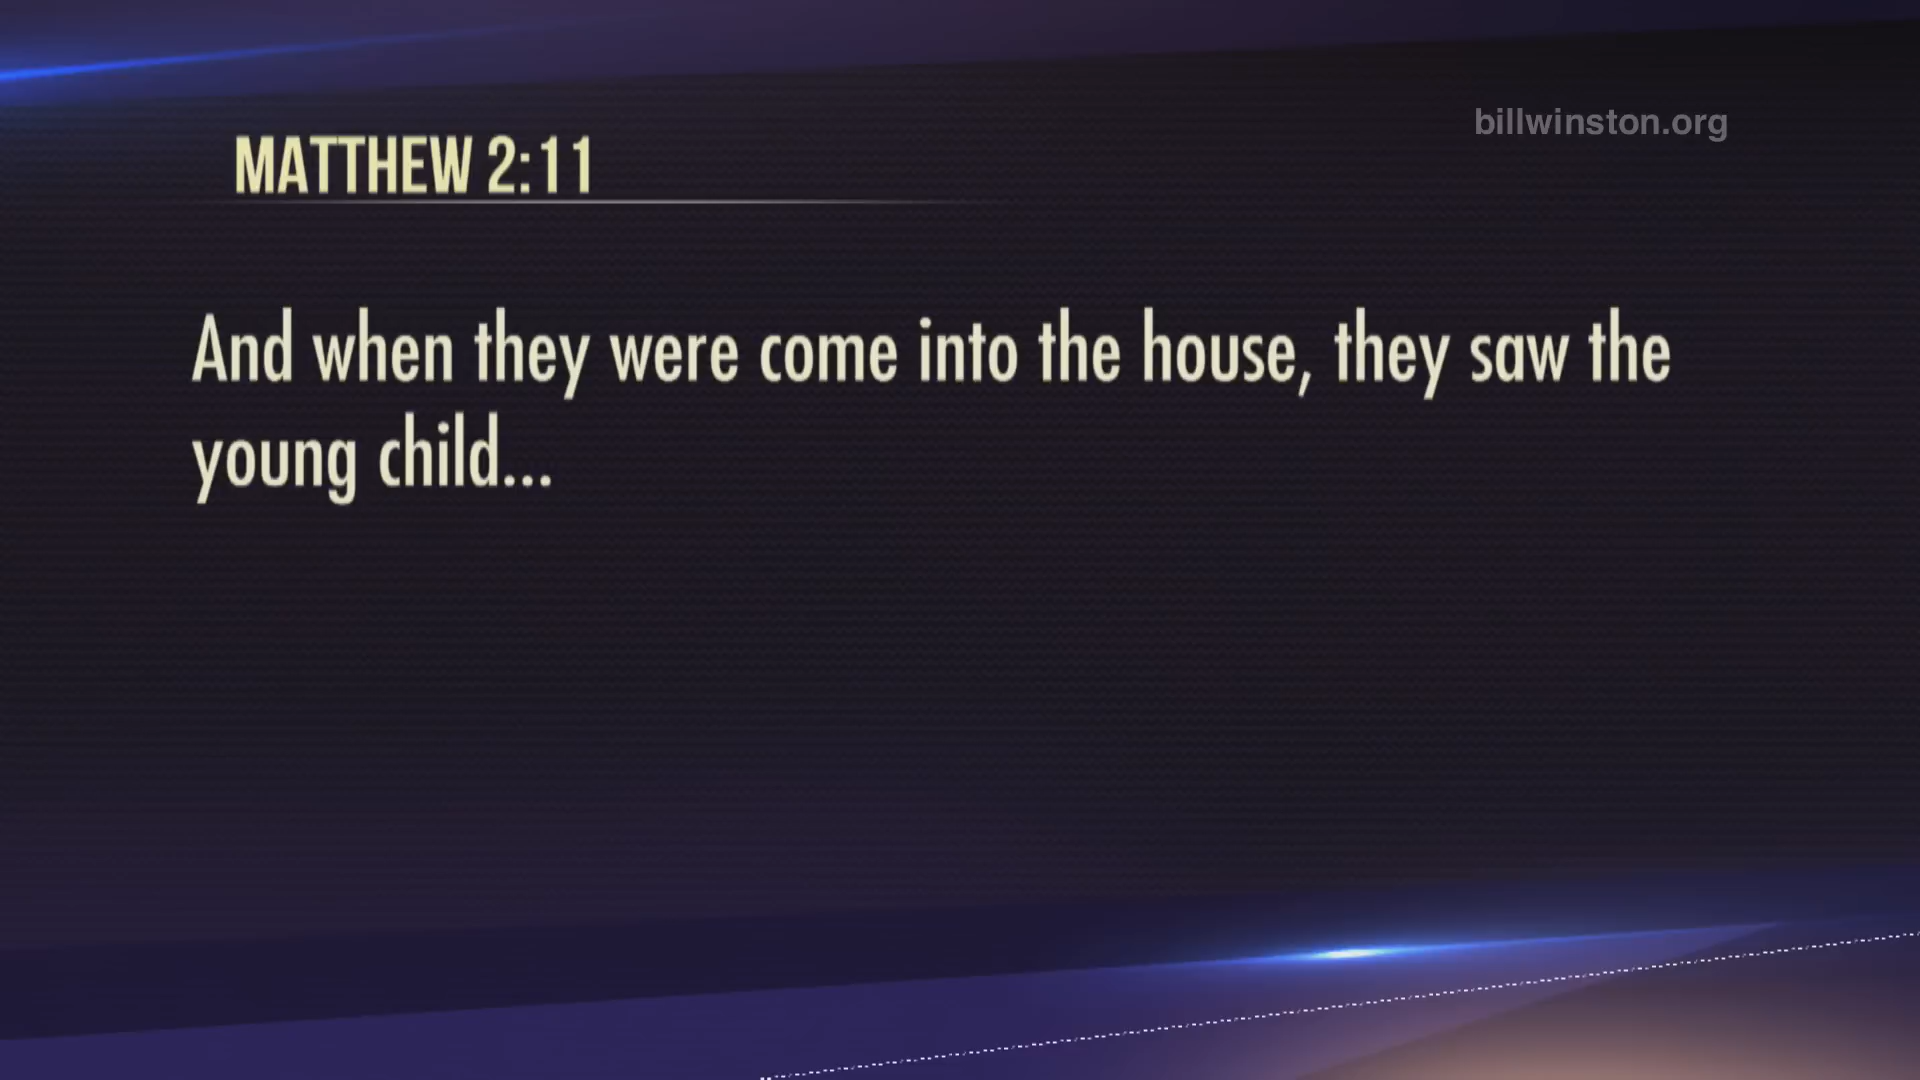 billwinston.org
MATTHEW 2:11
And when they were come into the house, they saw the
young child...